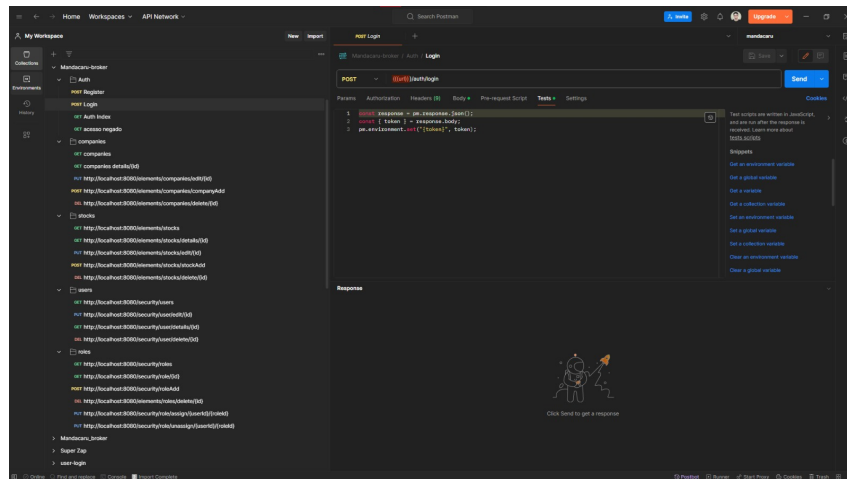 Home Workspaces API Network
Search Postman
Invite
Upgrade
My Workspace
New Import
POST Login
mandacaru
Collections
Environments
History
Mandacaru-broker
Auth
POST Register
POST Login
GET Auth Index
GET acesso negado
companies
GET companies
GET companies details/{id}
PUT http://localhost:8080/elements/companies/edit/{id}
POST http://localhost:8080/elements/companies/companyAdd
DEL http://localhost:8080/elements/companies/delete/{id}
stocks
GET http://localhost:8080/elements/stocks
GET http://localhost:8080/elements/stocks/details/{id}
PUT http://localhost:8080/elements/stocks/edit/{id}
POST http://localhost:8080/elements/stocks/stockAdd
DEL http://localhost:8080/elements/stocks/delete/{id}
users
GET http://localhost:8080/security/users
PUT http://localhost:8080/security/user/edit/{id}
GET http://localhost:8080/security/user/details/{id}
DEL http://localhost:8080/security/user/delete/{id}
roles
GET http://localhost:8080/security/roles
GET http://localhost:8080/security/role/{id}
POST http://localhost:8080/security/roleAdd
DEL http://localhost:8080/elements/roles/delete/{id}
PUT http://localhost:8080/security/role/assign/{userId}/{roleId}
PUT http://localhost:8080/security/role/unassign/{userId}/{roleId}
Mandacaru_broker
Super Zap
user-login
Mandacaru-broker / Auth / Login
Save
POST {{url}}/auth/login
Send
Params Authorization Headers (9) Body Pre-request Script Tests Settings
Cookies
1 const response = pm.response.json();
2 const { token } = response.body;
3 pm.environment.set("{token}", token);
Test scripts are written in JavaScript,
and are run after the response is
received. Learn more about
tests scripts
Snippets
Get an environment variable
Get a global variable
Get a variable
Get a collection variable
Set an environment variable
Set a global variable
Set a collection variable
Clear an environment variable
Clear a global variable
Response
Click Send to get a response
Online Find and replace Console Import Complete
Postbot Runner Start Proxy Cookies Trash